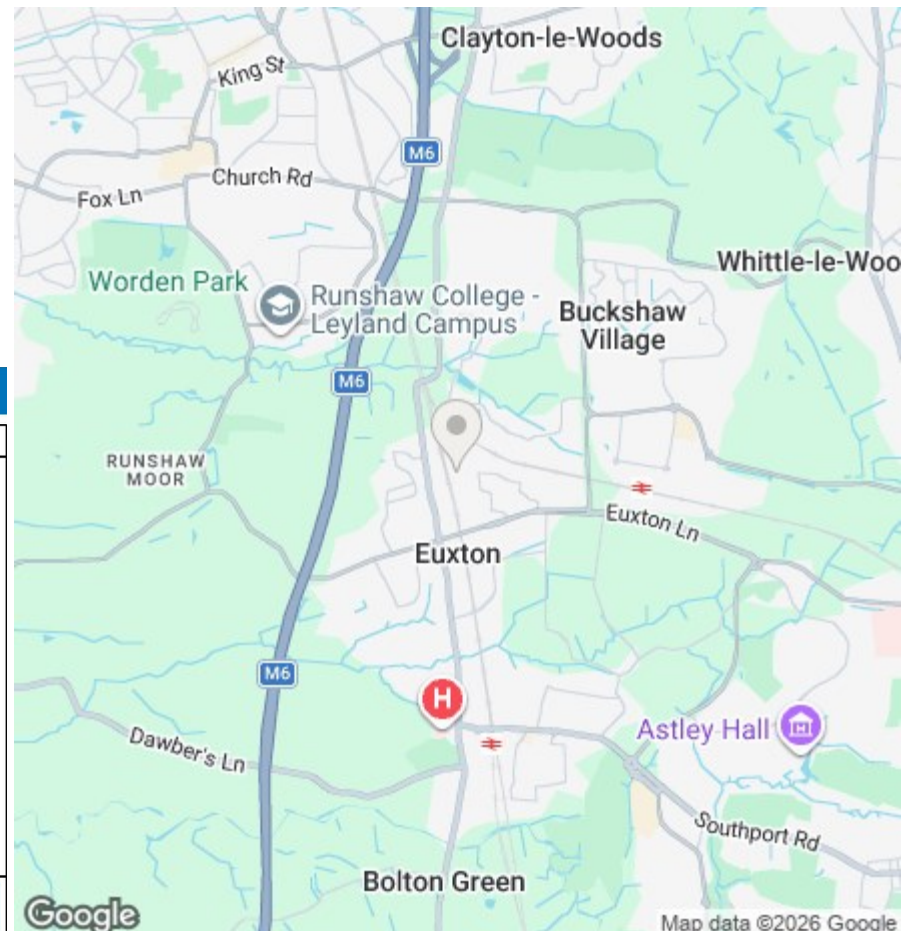 Clayton-le-Woods
King St
M6
Church Rd
Fox Ln
Whittle-le-Woo
Worden Park
Runshaw College -
Leyland Campus
Buckshaw
Village
M6
RUNSHAW
MOOR
Euxton Ln
Euxton
M6
H
Astley Hall
Dawber's Ln
Southport Rd
Bolton Green
Google
Map data ©2026 Google